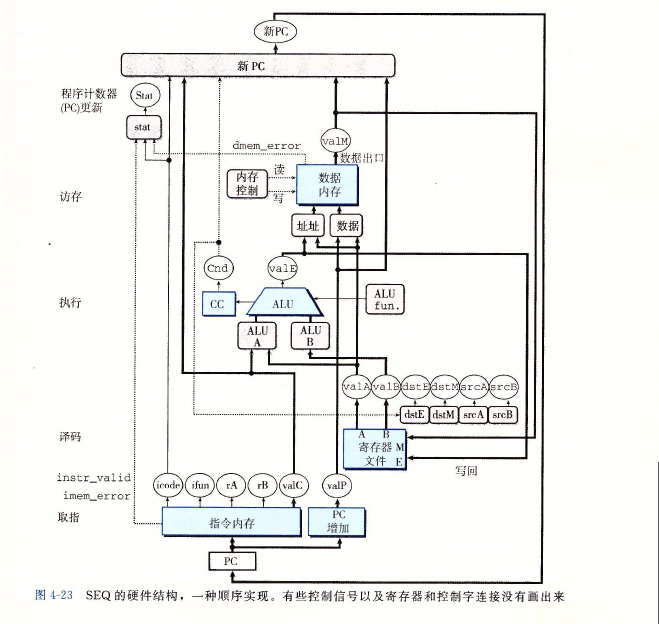 新PC
新PC
程序计数器
(PC)更新
Stat
stat
dmem_error
valM
数据出口
读
内存
控制
写
数据
内存
访存
址址
数据
Cnd
valE
执行
CC
ALU
ALU
fun.
ALU
A
ALU
B
valA
valB
dstE
dstM
srcA
srcB
dstE
dstM
srcA
srcB
译码
A
B
寄存器
文件
M
E
写回
instr_valid
imem_error
icode
ifun
rA
rB
valC
valP
取指
指令内存
PC
增加
PC
图 4-23 SEQ 的硬件结构，一种顺序实现。有些控制信号以及寄存器和控制字连接没有画出来